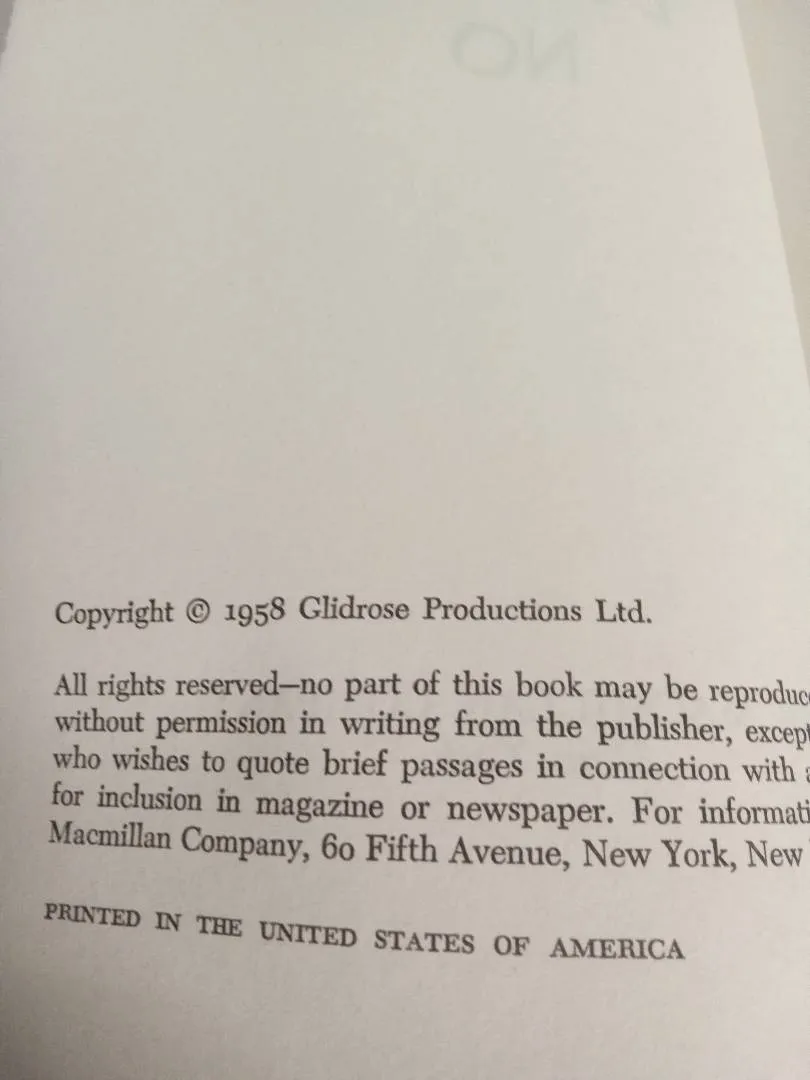 NO
Copyright © 1958 Glidrose Productions Ltd.
All rights reserved—no part of this book may be
without permission in writing from the publisher,
who wishes to quote brief passages in connection with
for inclusion in magazine or newspaper. For
Macmillan Company, 60 Fifth Avenue, New York, New
PRINTED IN THE UNITED STATES OF AMERICA